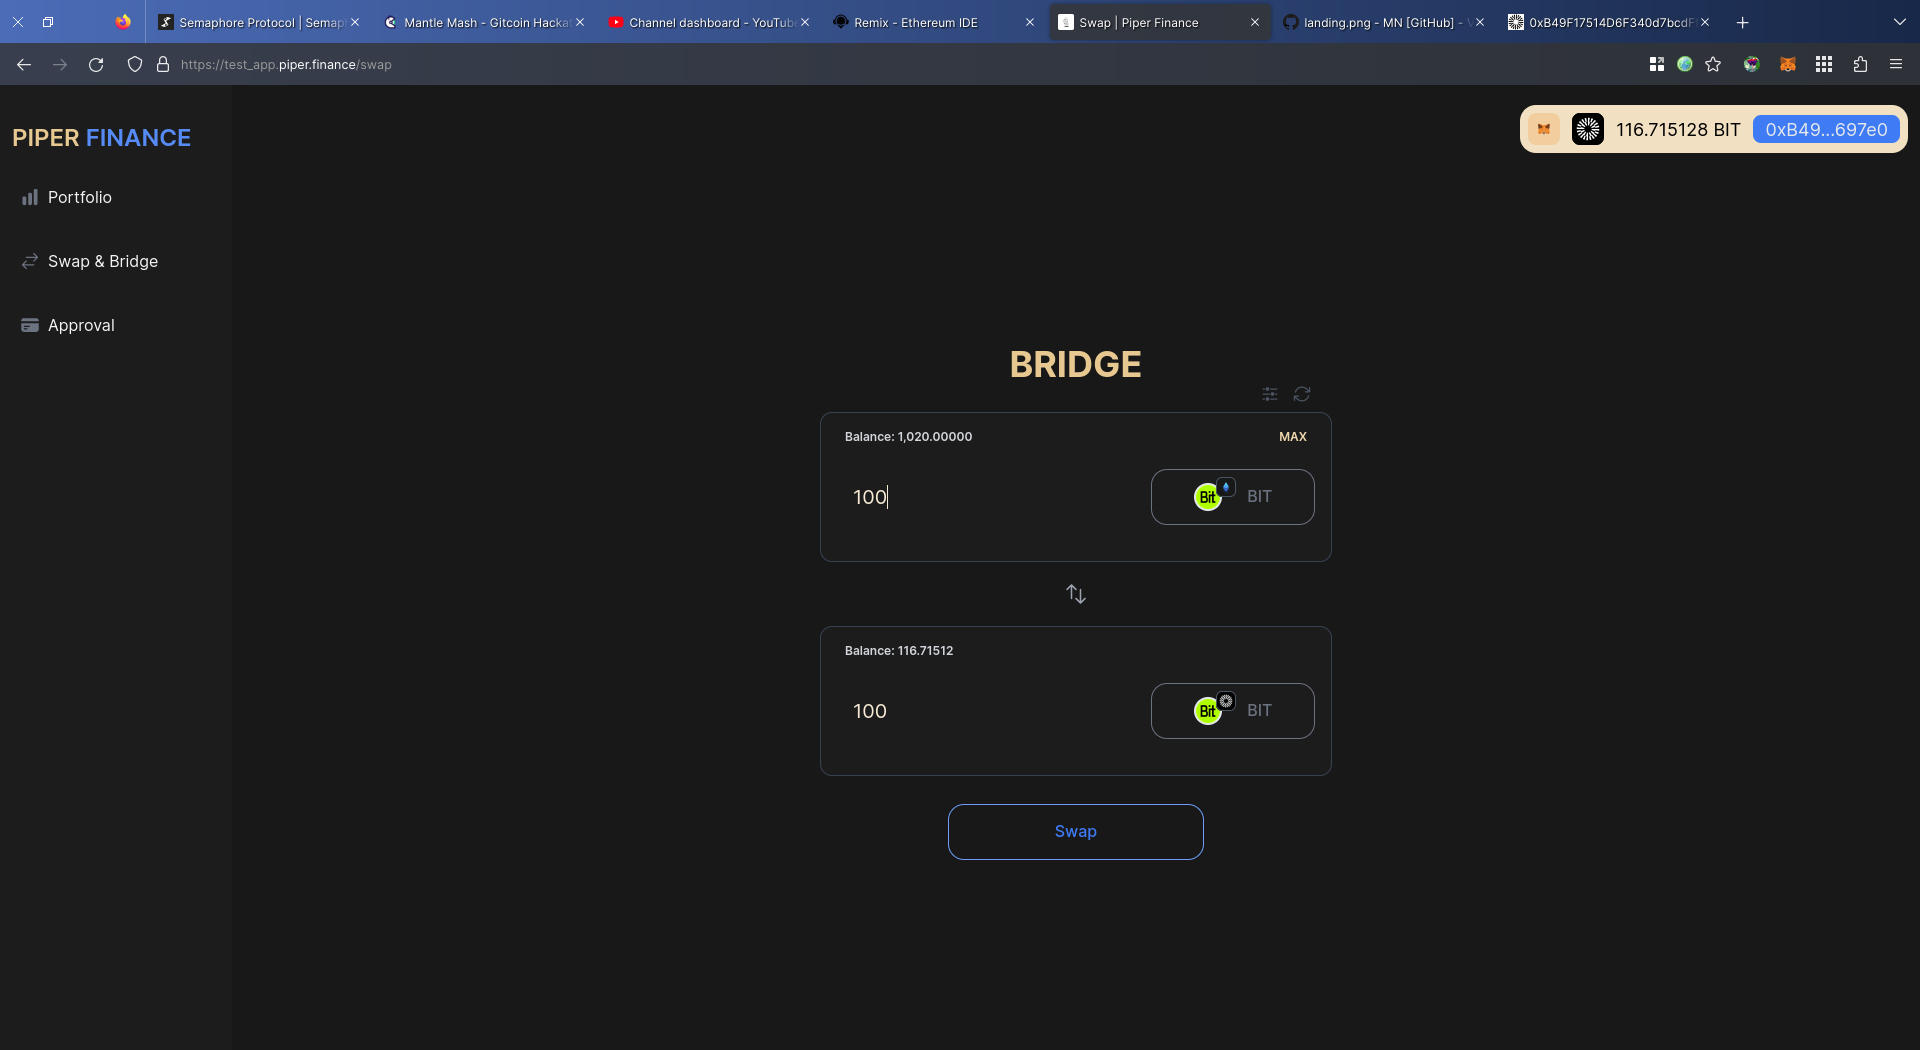 Semaphore Protocol | Semap
Mantle Mash - Gitcoin Hacka
Channel dashboard - YouTube
Remix - Ethereum IDE
Swap | Piper Finance
landing.png - MN [GitHub] -
0xB49F17514D6F340d7bcdF
https://test_app.piper.finance/swap
PIPER FINANCE
116.715128 BIT
0xB49...697e0
Portfolio
Swap & Bridge
Approval
BRIDGE
Balance: 1,020.00000
MAX
100
Bit
BIT
Balance: 116.71512
100
Bit
BIT
Swap